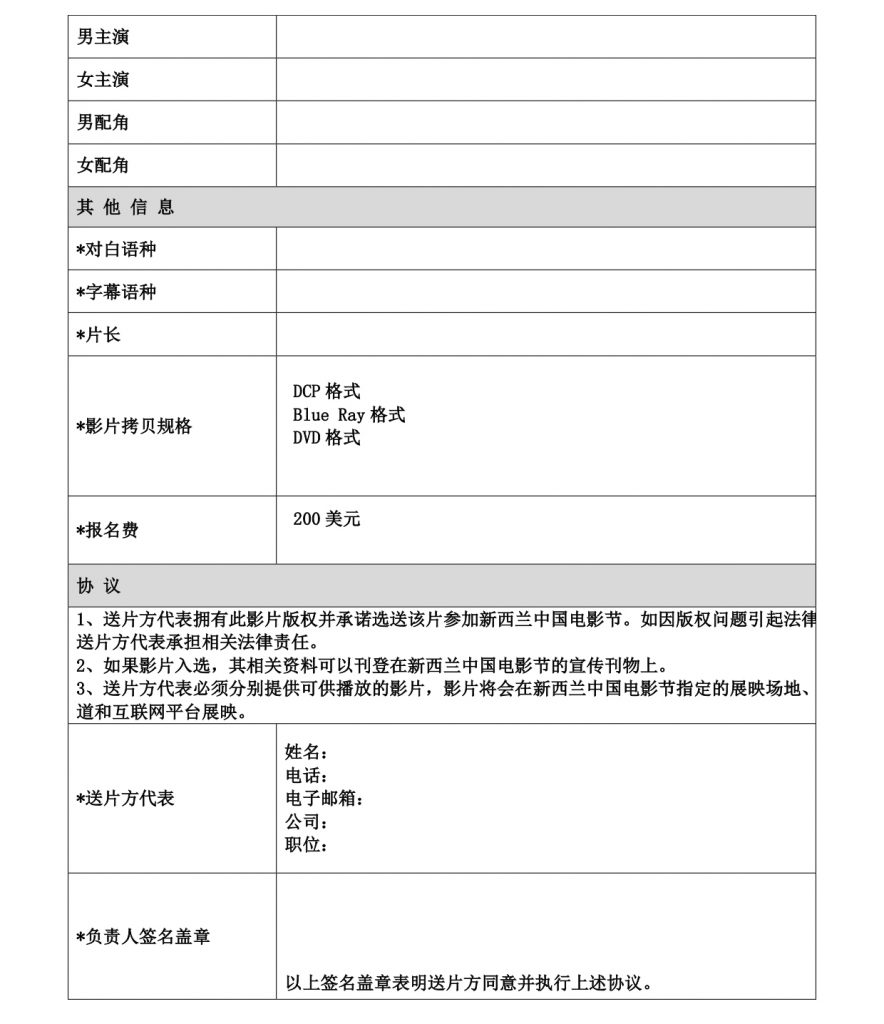 男主演
女主演
男配角
女配角
其 他 信 息
*对白语种
*字幕语种
*片长
*影片拷贝规格
DCP 格式
Blue Ray 格式
DVD 格式
*报名费
200 美元
协 议
1、送片方代表拥有此影片版权并承诺选送该片参加新西兰中国电影节。如因版权问题引起法律
送片方代表承担相关法律责任。
2、如果影片入选，其相关资料可以刊登在新西兰中国电影节的宣传刊物上。
3、送片方代表必须分别提供可供播放的影片，影片将会在新西兰中国电影节指定的展映场地、
道和互联网平台展映。
*送片方代表
姓名：
电话：
电子邮箱：
公司：
职位：
*负责人签名盖章
以上签名盖章表明送片方同意并执行上述协议。